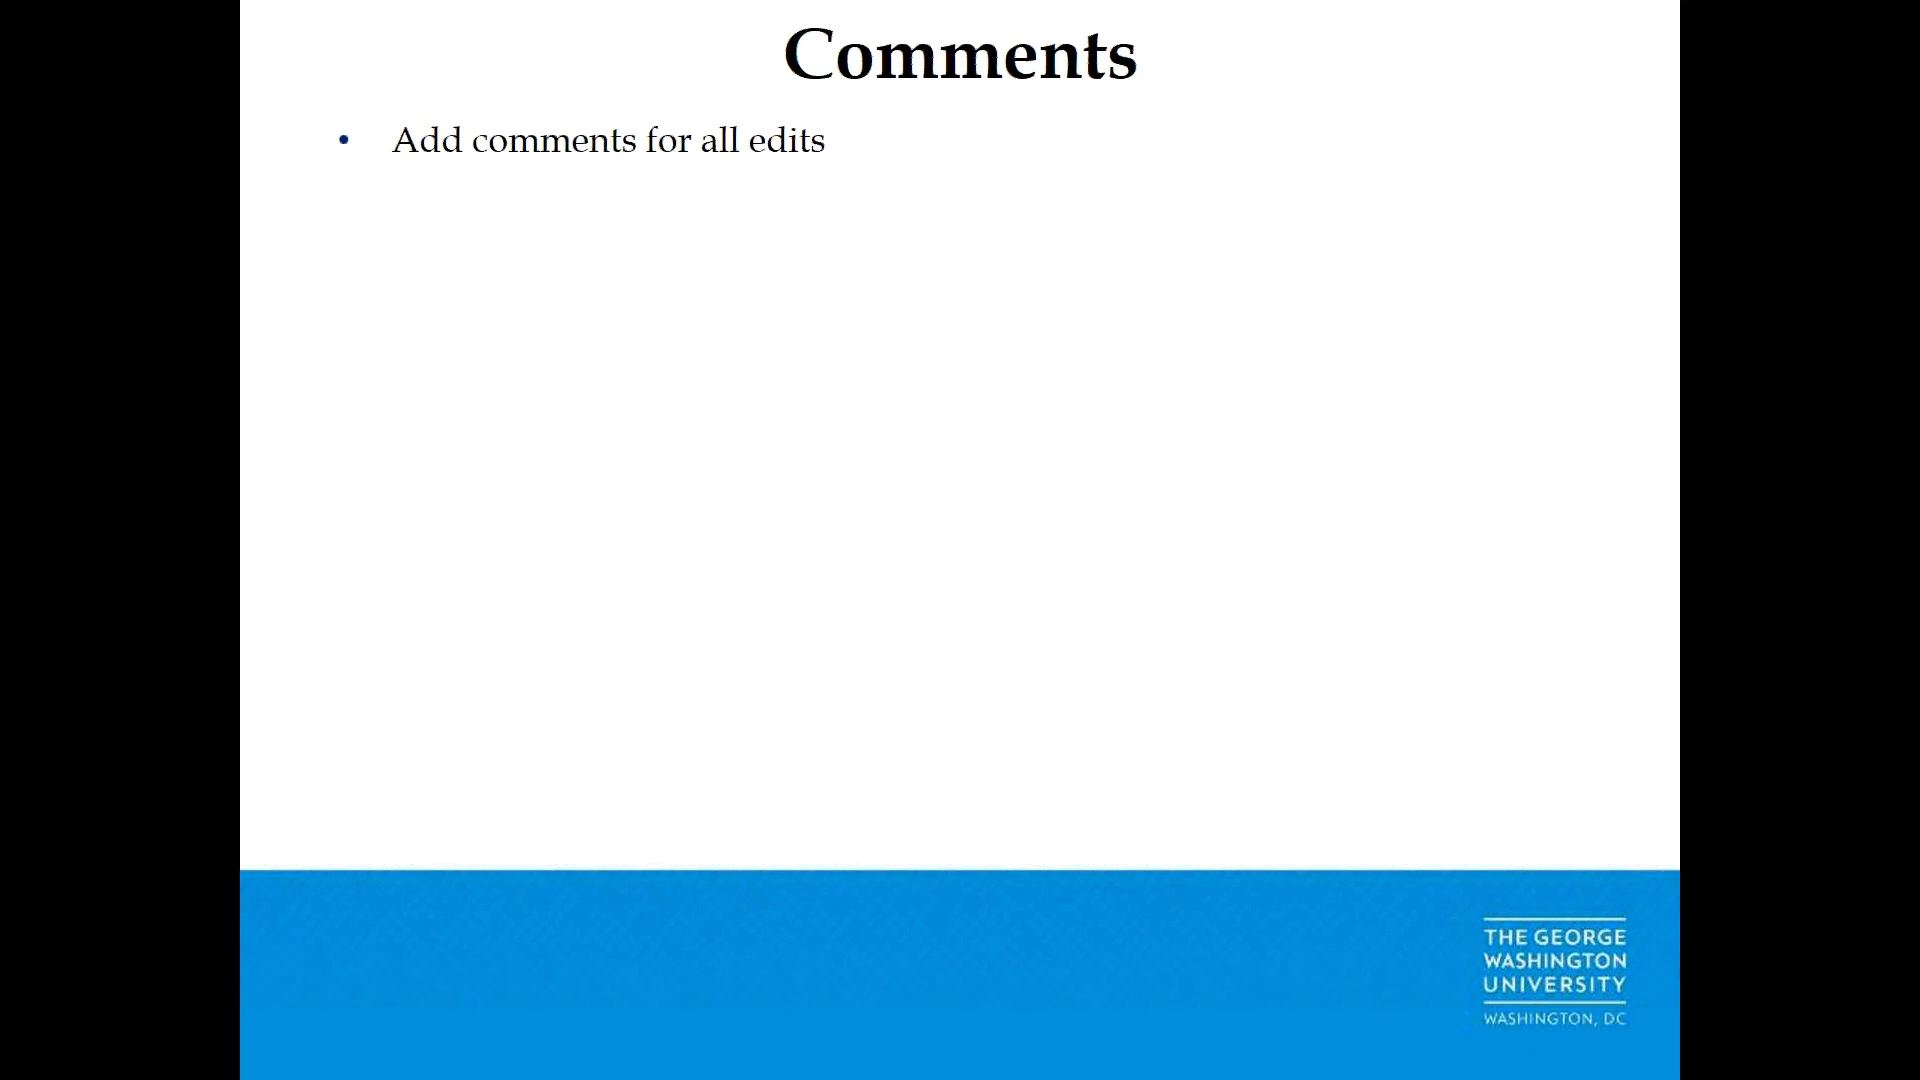 Comments
• Add comments for all edits
THE GEORGE
WASHINGTON
UNIVERSITY
WASHINGTON, DC